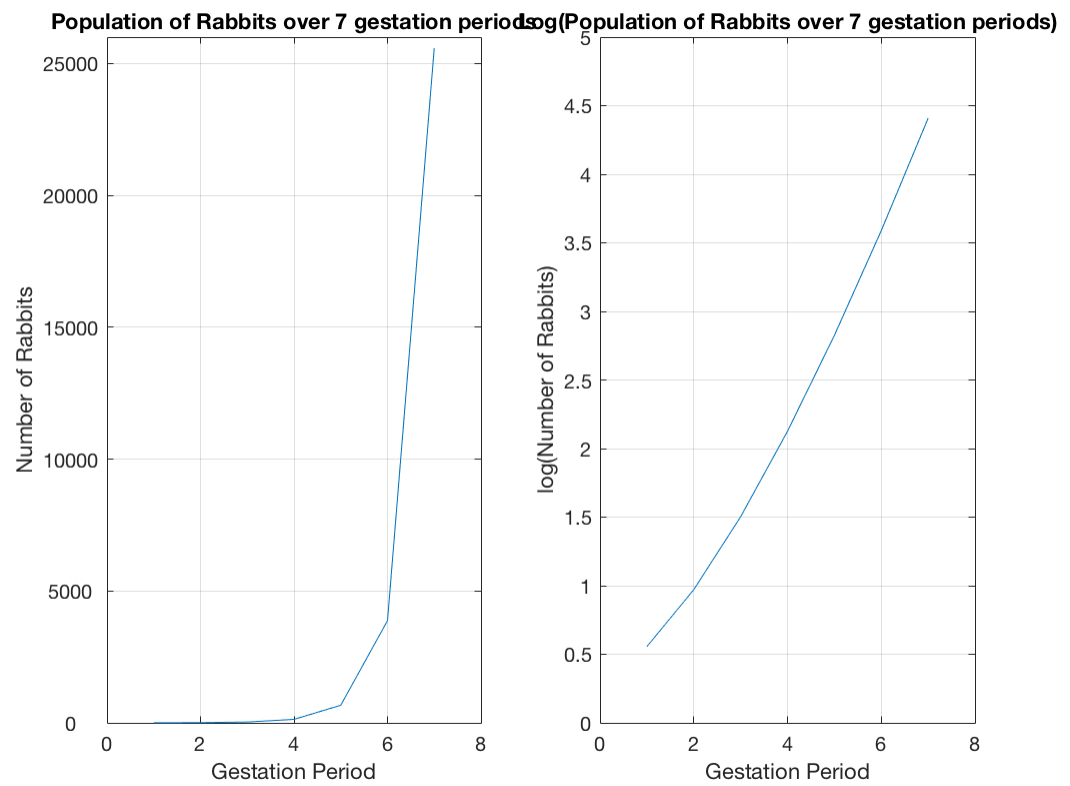 Population of Rabbits over 7 gestation periods
25000
20000
15000
10000
5000
0
Number of Rabbits
0 2 4 6 8
Gestation Period
log(Population of Rabbits over 7 gestation periods)
5
4.5
4
3.5
3
2.5
2
1.5
1
0.5
0
log(Number of Rabbits)
0 2 4 6 8
Gestation Period